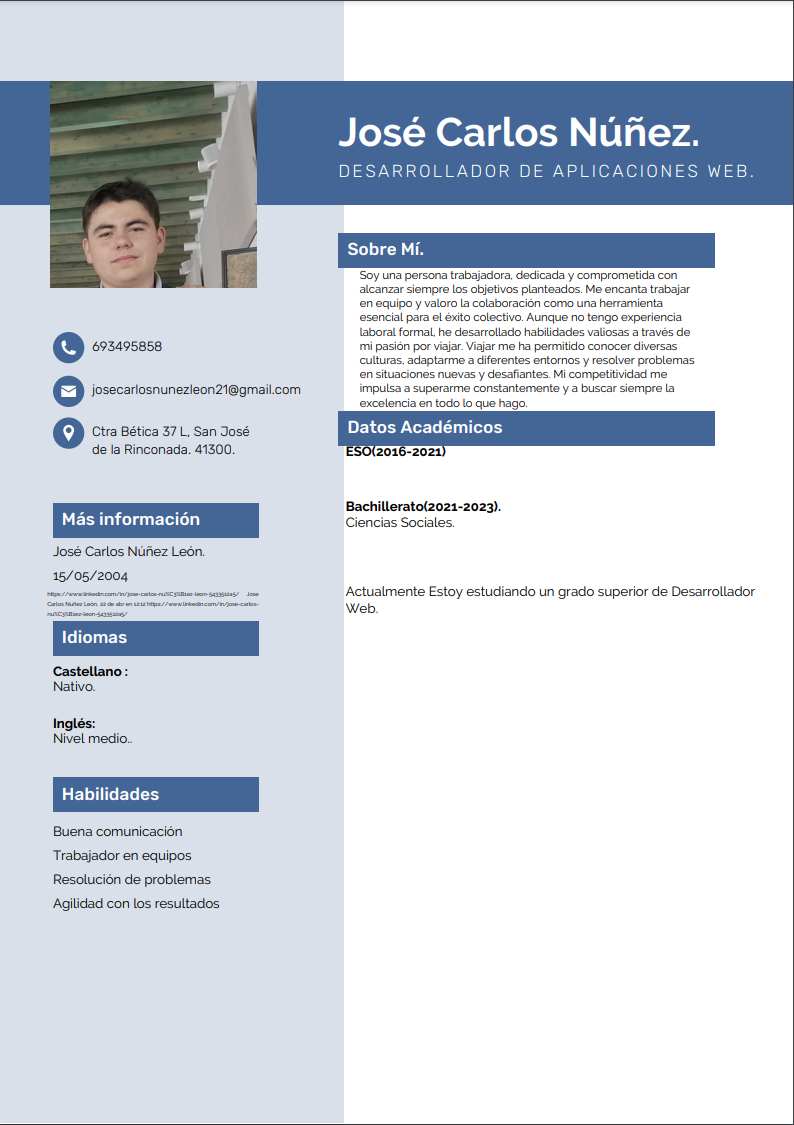 José Carlos Núñez.
DESARROLLADOR DE APLICACIONES WEB.
693495858
josecarlosnunezleon21@gmail.com
Ctra Bética 37 L, San José
de la Rinconada. 41300.
Más información
José Carlos Núñez León.
15/05/2004
https://www.linkedin.com/in/jose-carlos-nu%C3%B1ez-leon-5433512a5/ Jose
Carlos Nuñez León, 22 de abr en 12:12 https://www.linkedin.com/in/jose-carlos-
nu%C3%B1ez-leon-5433512a5/
Idiomas
Castellano :
Nativo.
Inglés:
Nivel medio..
Habilidades
Buena comunicación
Trabajador en equipos
Resolución de problemas
Agilidad con los resultados
Sobre Mí.
Soy una persona trabajadora, dedicada y comprometida con
alcanzar siempre los objetivos planteados. Me encanta trabajar
en equipo y valoro la colaboración como una herramienta
esencial para el éxito colectivo. Aunque no tengo experiencia
laboral formal, he desarrollado habilidades valiosas a través de
mi pasión por viajar. Viajar me ha permitido conocer diversas
culturas, adaptarme a diferentes entornos y resolver problemas
en situaciones nuevas y desafiantes. Mi competitividad me
impulsa a superarme constantemente y a buscar siempre la
excelencia en todo lo que hago.
Datos Académicos
ESO(2016-2021)
Bachillerato(2021-2023).
Ciencias Sociales.
Actualmente Estoy estudiando un grado superior de Desarrollador
Web.